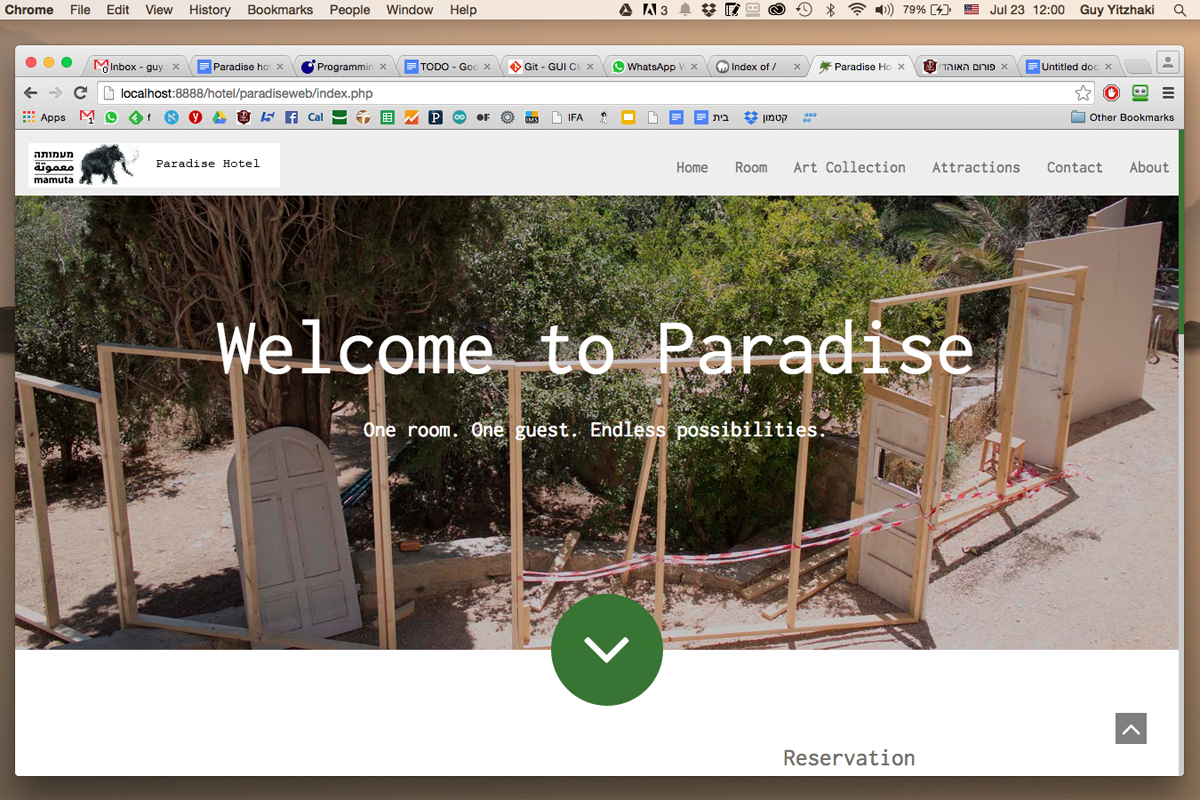 Chrome File Edit View History Bookmarks People Window Help 3 79% Jul 23 12:00 Guy Yitzhaki
Inbox - guy. Paradise ho Programmin TODO - Goo Git - GUI Cl WhatsApp W Index of / Paradise Ho פורום האוהד Untitled doc
localhost:8888/hotel/paradiseweb/index.php
Apps f Cal IFA בית קטמון Other Bookmarks
מעמותה
معموتة
mamuta
Paradise Hotel
Home Room Art Collection Attractions Contact About
Welcome to Paradise
One room. One guest. Endless possibilities.
Reservation